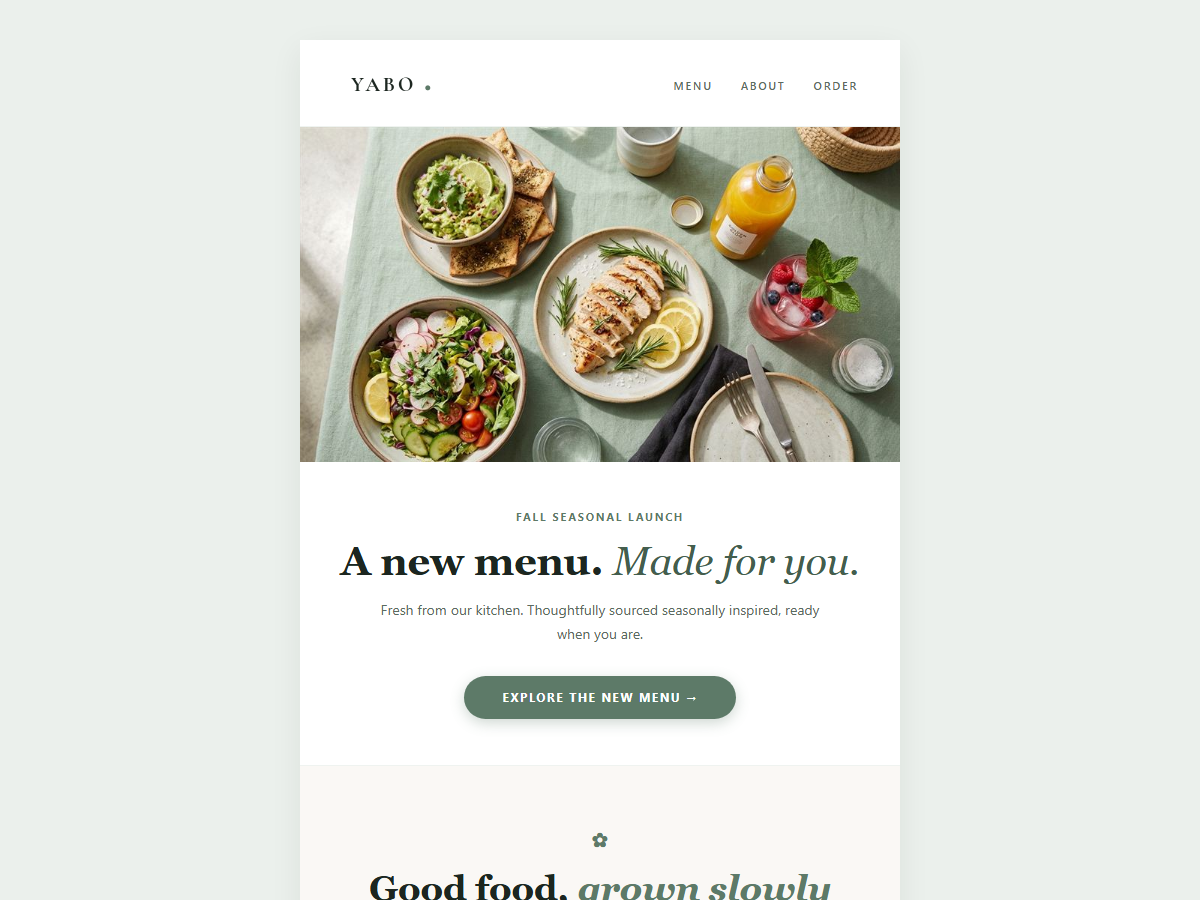 YABO
MENU ABOUT ORDER
FALL SEASONAL LAUNCH
A new menu. Made for you.
Fresh from our kitchen. Thoughtfully sourced seasonally inspired, ready
when you are.
EXPLORE THE NEW MENU →
Good food, grown slowly